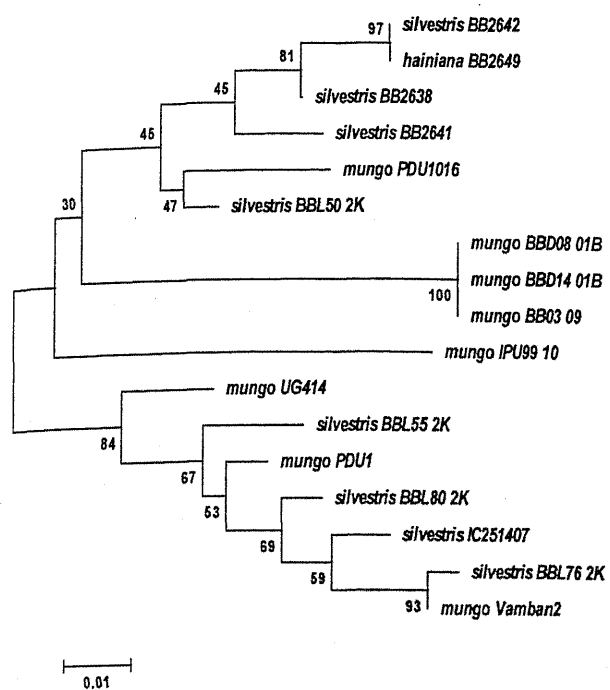 silvestris BB2642
97
hainiana BB2649
81
silvestris BB2638
45
silvestris BB2641
45
mungo PDU1016
47
silvestris BBL50 2K
30
mungo BBD08 01B
mungo BBD14 01B
100
mungo BB03 09
mungo IPU99 10
mungo UG414
84
silvestris BBL55 2K
67
mungo PDU1
53
silvestris BBL80 2K
69
silvestris IC251407
59
silvestris BBL76 2K
93
mungo Vamban2
0.01